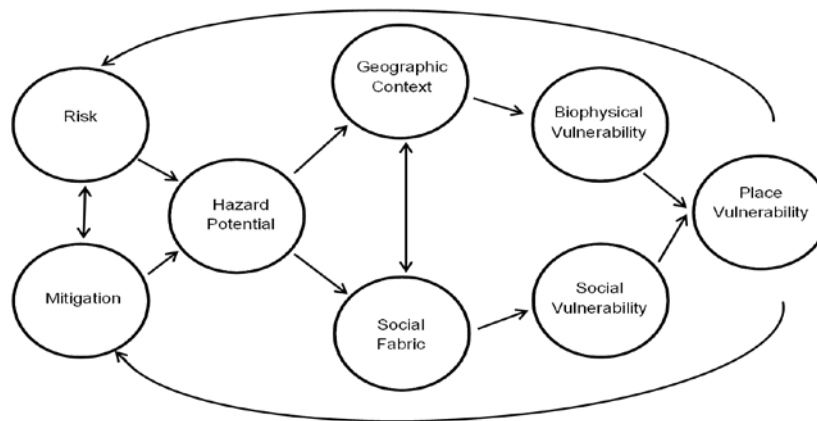 Risk
Mitigation
Hazard
Potential
Geographic
Context
Social
Fabric
Biophysical
Vulnerability
Social
Vulnerability
Place
Vulnerability